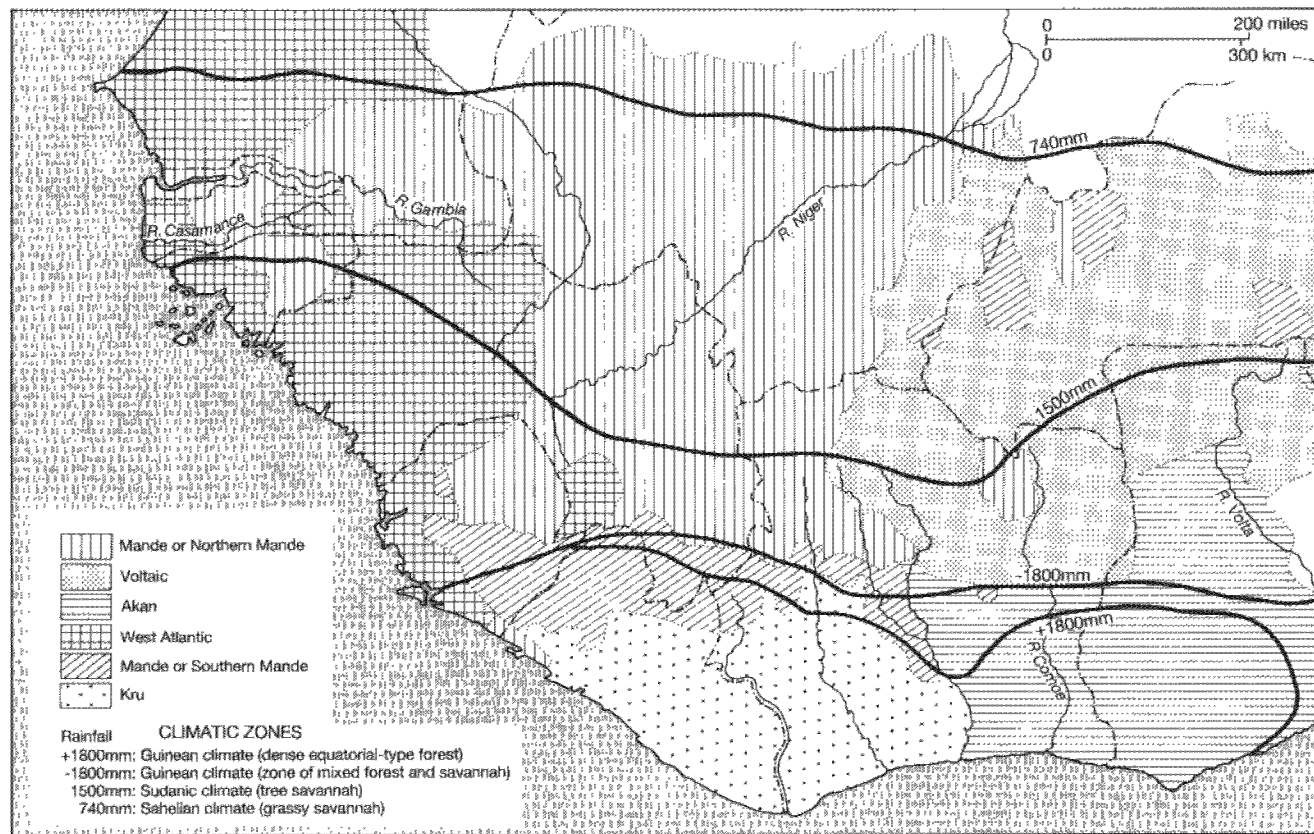 0 200 miles
0 300 km
740mm
R. Gambia
R. Casamance
R. Niger
1500mm
R. Volta
-1800mm
+1800mm
R. Comoe
Mande or Northern Mande
Voltaic
Akan
West Atlantic
Mande or Southern Mande
Kru
CLIMATIC ZONES
Rainfall
+1800mm: Guinean climate (dense equatorial-type forest)
-1800mm: Guinean climate (zone of mixed forest and savannah)
1500mm: Sudanic climate (tree savannah)
740mm: Sahelian climate (grassy savannah)